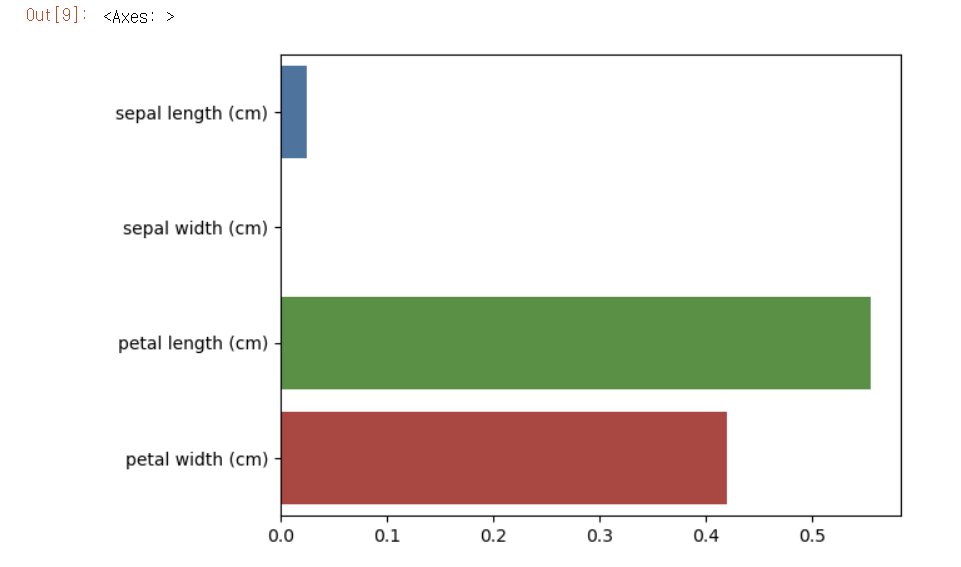 Out[9]: <Axes: >
sepal length (cm)
sepal width (cm)
petal length (cm)
petal width (cm)
0.0 0.1 0.2 0.3 0.4 0.5